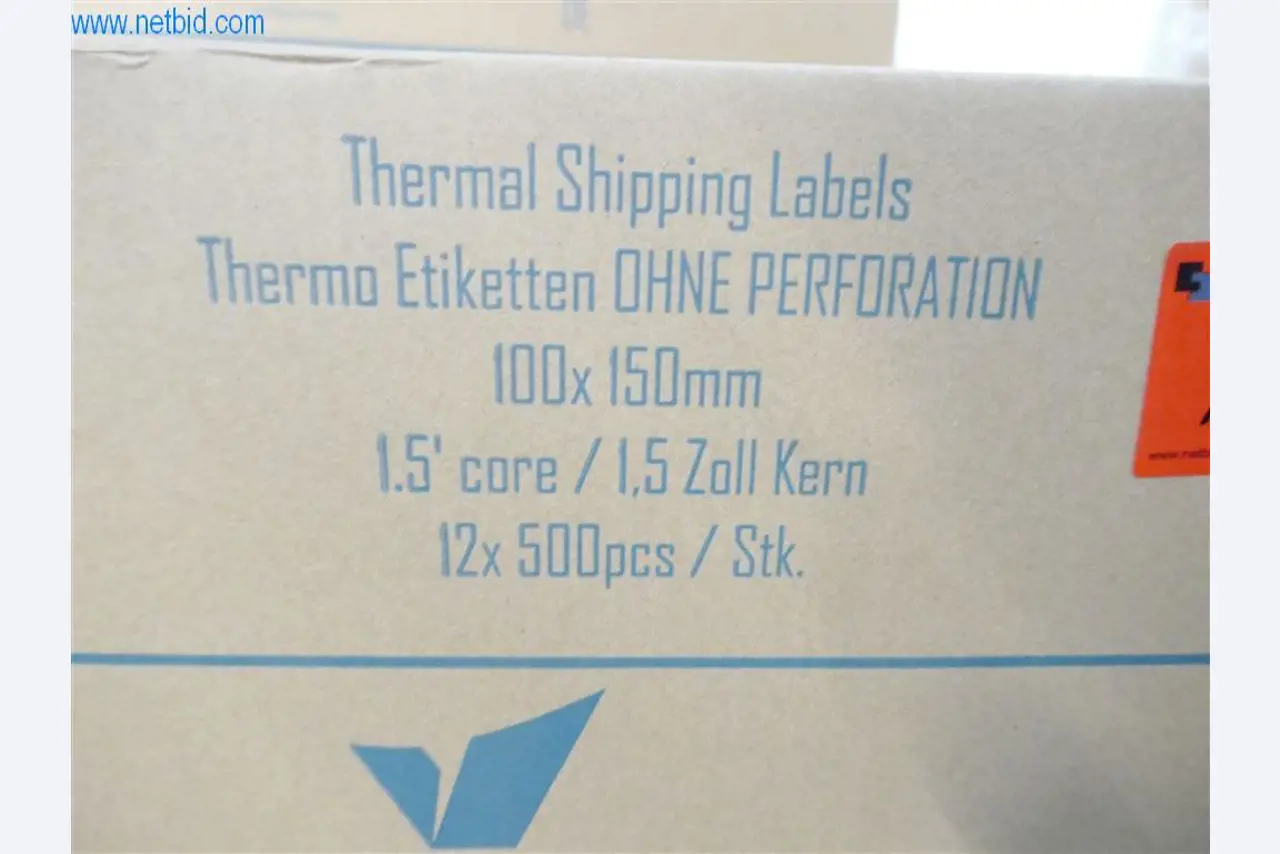 www.netbid.com
Thermal Shipping Labels
Thermo Etiketten OHNE PERFORATION
100x 150mm
1.5' core / 1,5 Zoll Kern
12x 500pcs / Stk.